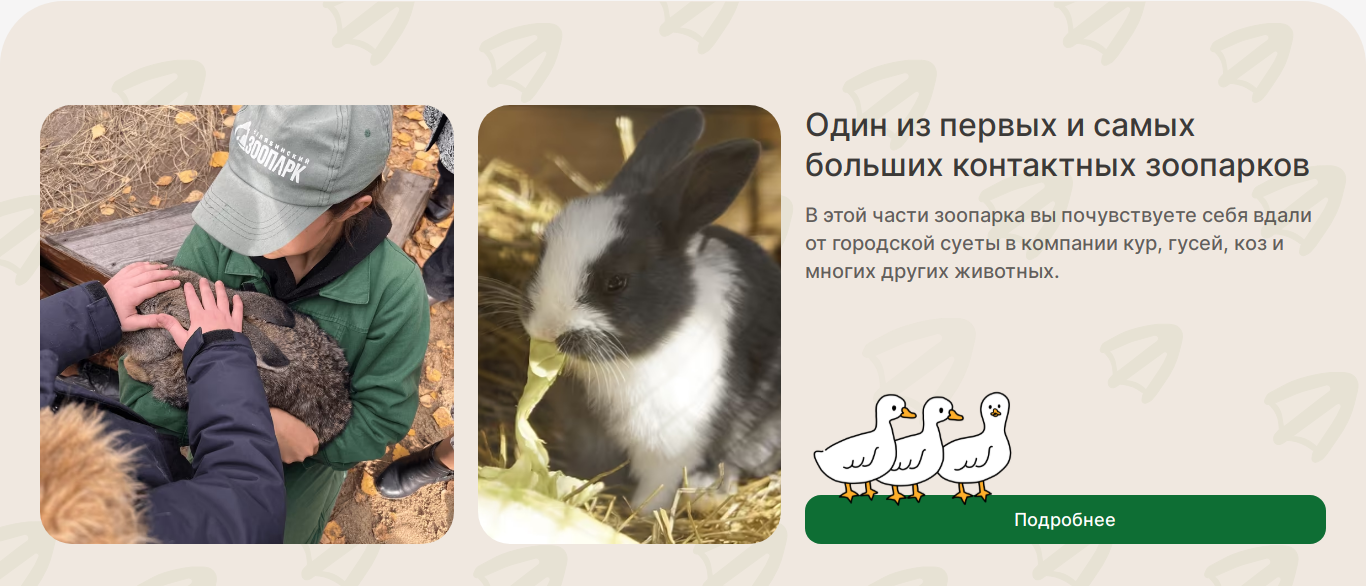 ЗООПАРК
Один из первых и самых
больших контактных зоопарков
В этой части зоопарка вы почувствуете себя вдали
от городской суеты в компании кур, гусей, коз и
многих других животных.
Подробнее